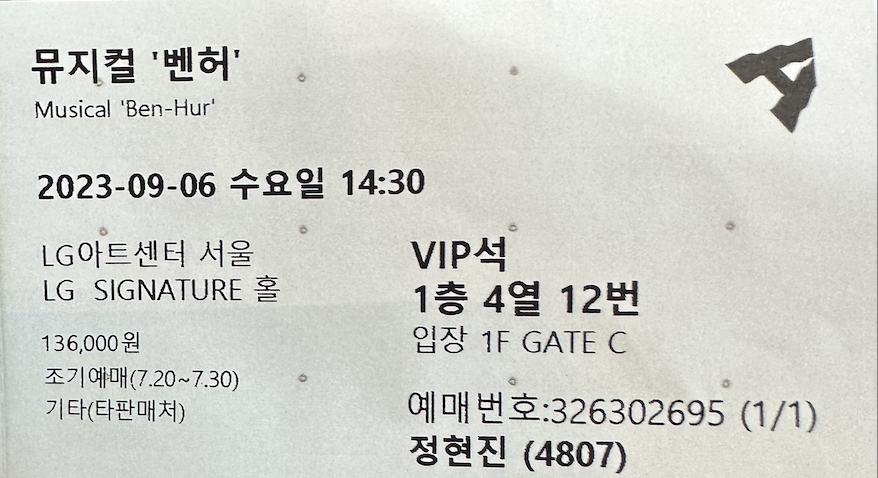 뮤지컬 '벤허'
Musical 'Ben-Hur'
2023-09-06 수요일 14:30
LG아트센터 서울
LG SIGNATURE 홀
136,000원
조기예매(7.20~7.30)
기타(타판매처)
VIP석
1층 4열 12번
입장 1F GATE C
예매번호:326302695 (1/1)
정현진 (4807)